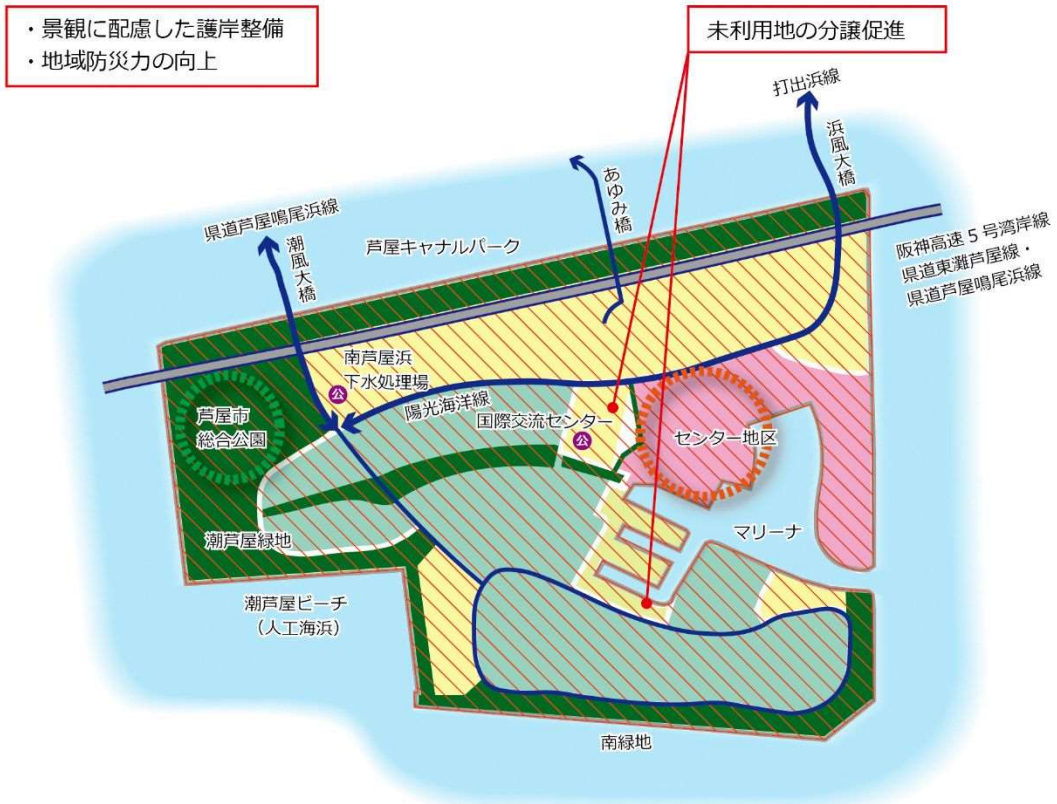 ・景観に配慮した護岸整備
・地域防災力の向上
未利用地の分譲促進
打出浜線
浜風大橋
あゆみ橋
県道芦屋鳴尾浜線
潮風大橋
芦屋キャナルパーク
阪神高速5号湾岸線
県道東灘芦屋線・
県道芦屋鳴尾浜線
南芦屋浜
下水処理場
公
陽光海洋線
国際交流センター
公
芦屋市
総合公園
センター地区
マリーナ
潮芦屋緑地
潮芦屋ビーチ
（人工海浜）
南緑地